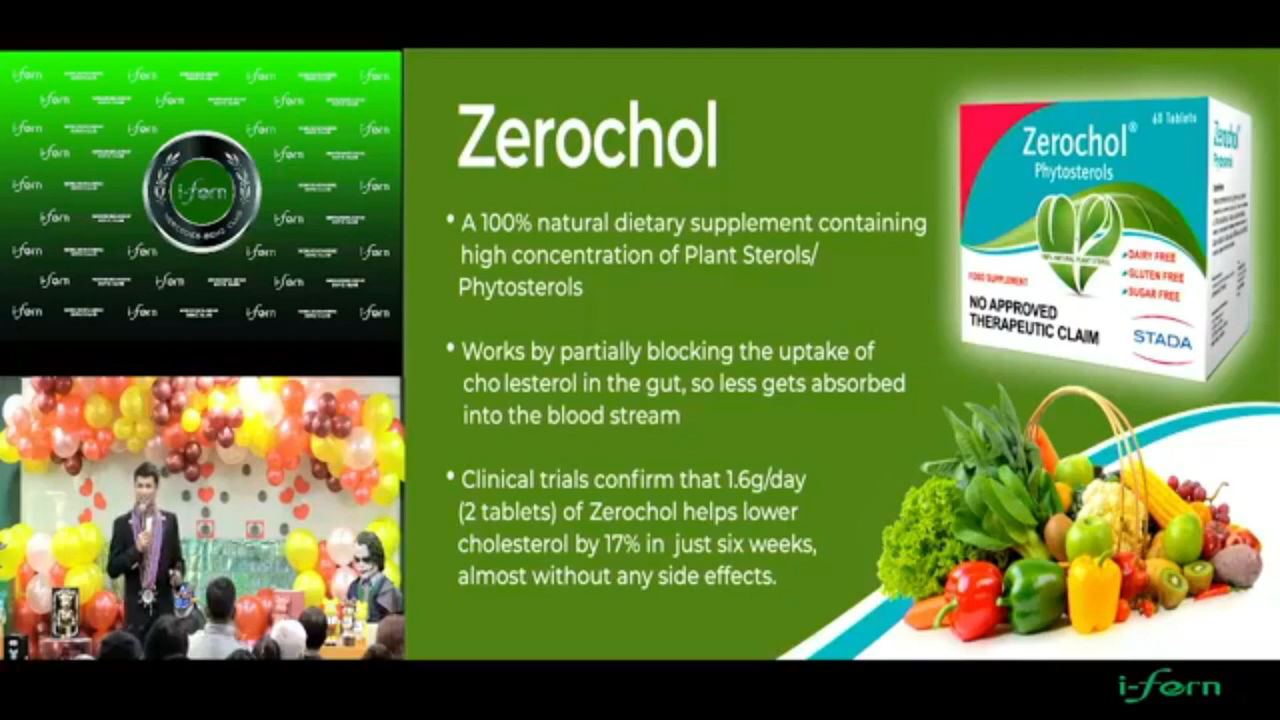 Zerochol
• A 100% natural dietary supplement containing
high concentration of Plant Sterols/
Phytosterols
• Works by partially blocking the uptake of
cholesterol in the gut, so less gets absorbed
into the blood stream
• Clinical trials confirm that 1.6g/day
(2 tablets) of Zerochol helps lower
cholesterol by 17% in just six weeks,
almost without any side effects.
60 Tablets
Zerochol®
Phytosterols
DAIRY FREE
GLUTEN FREE
SUGAR FREE
FOOD SUPPLEMENT
NO APPROVED
THERAPEUTIC CLAIM
STADA
Zerochol
i-fern
i-fern